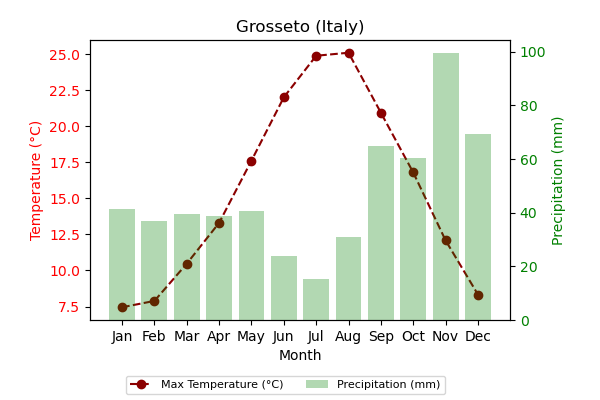 Grosseto (Italy)
25.0
22.5
20.0
17.5
15.0
12.5
10.0
7.5
Temperature (°C)
100
80
60
40
20
0
Precipitation (mm)
Jan Feb Mar Apr May Jun Jul Aug Sep Oct Nov Dec
Month
Max Temperature (°C) Precipitation (mm)